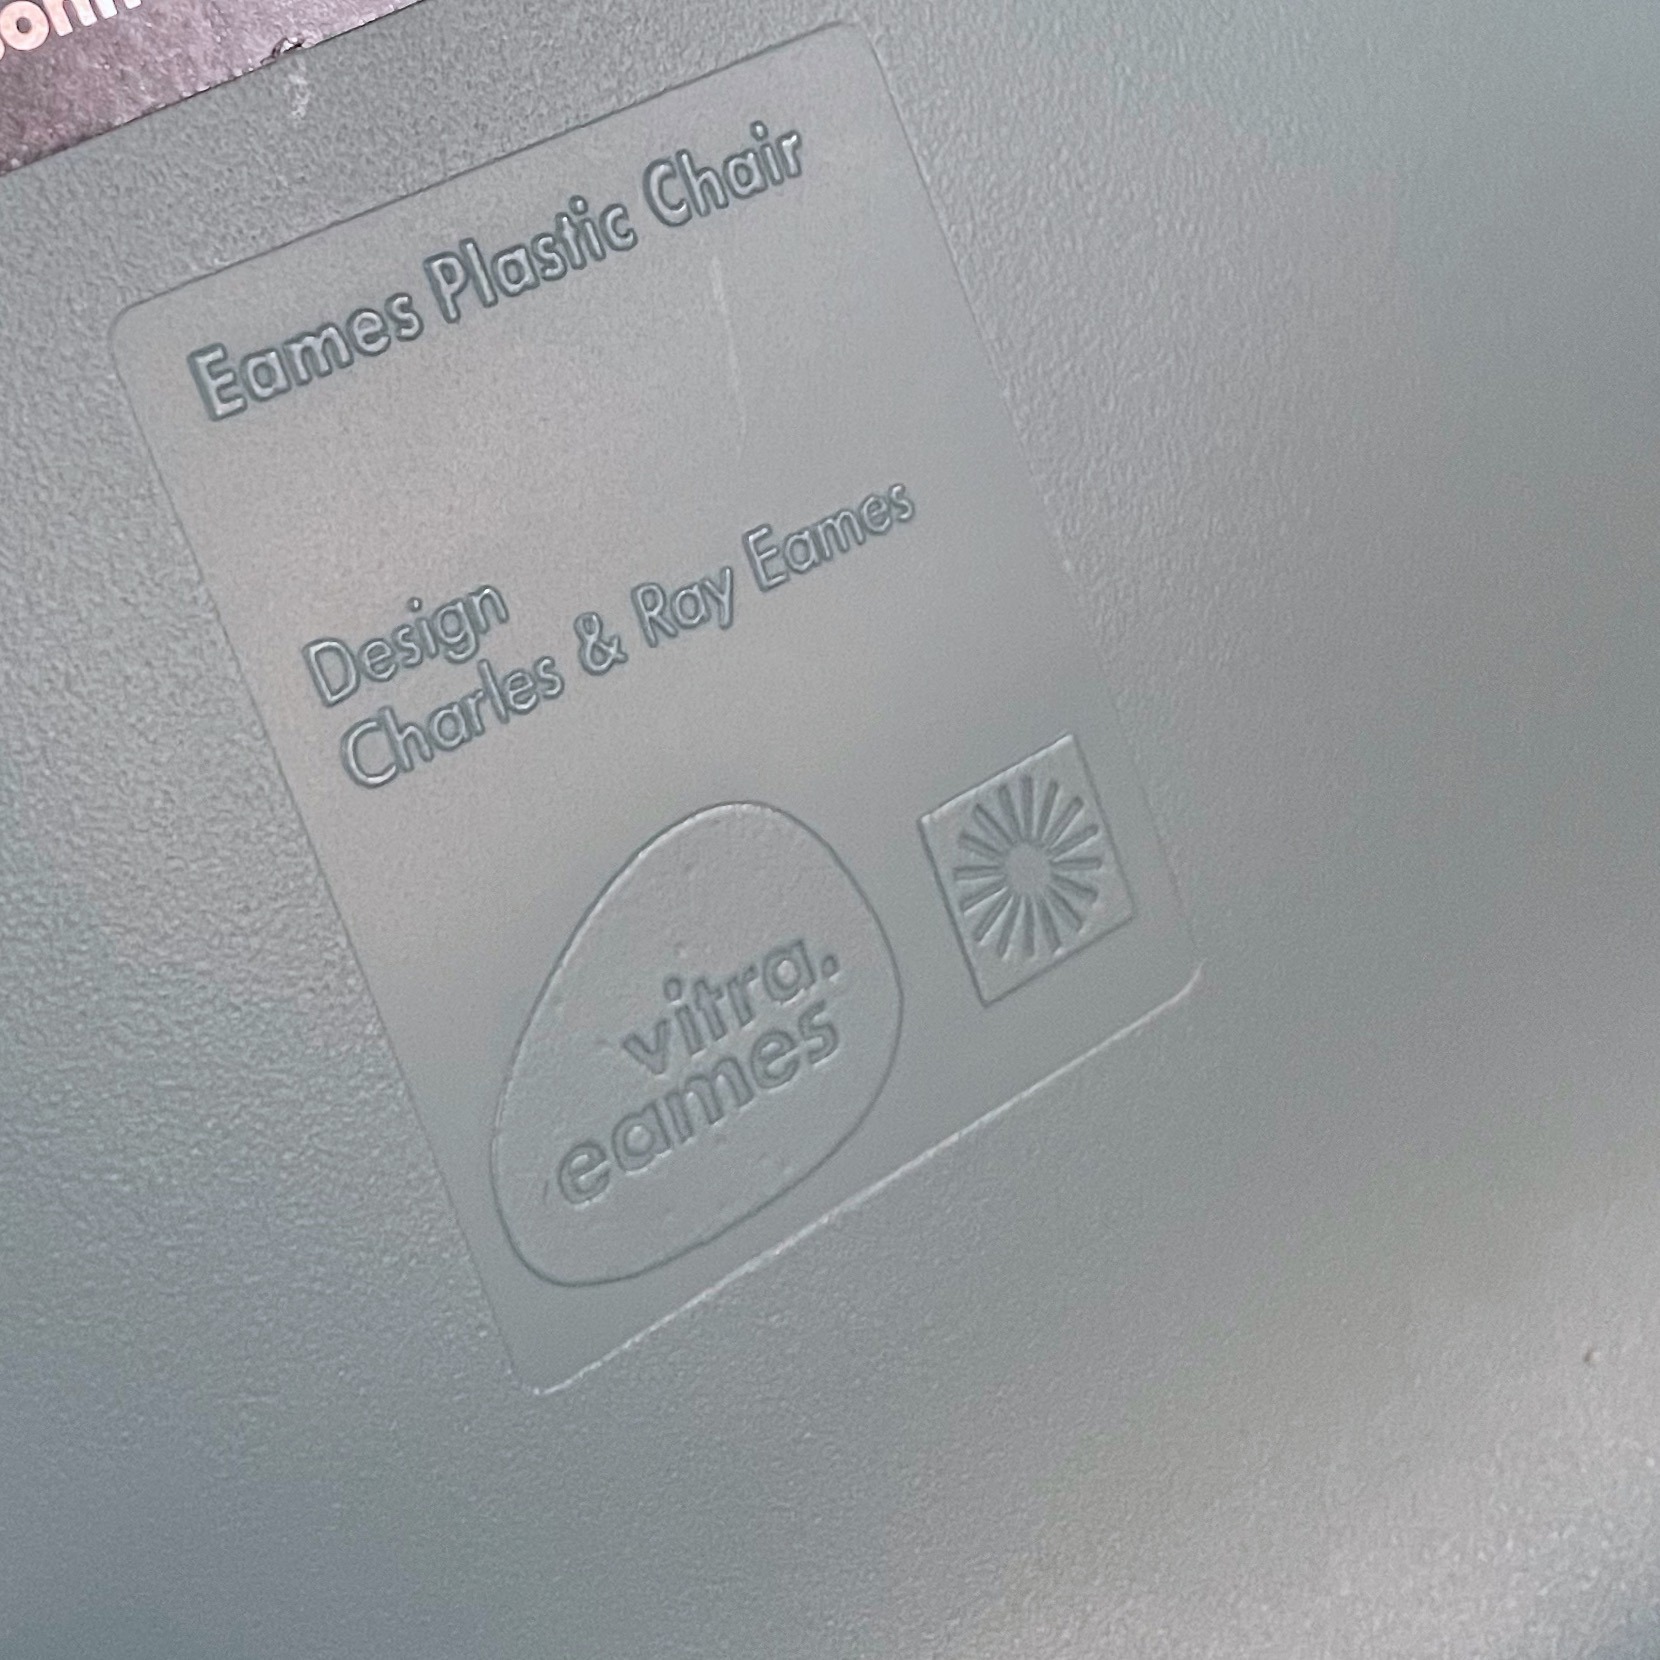 Eames Plastic Chair
Design
Charles & Ray Eames
vitra.
eames